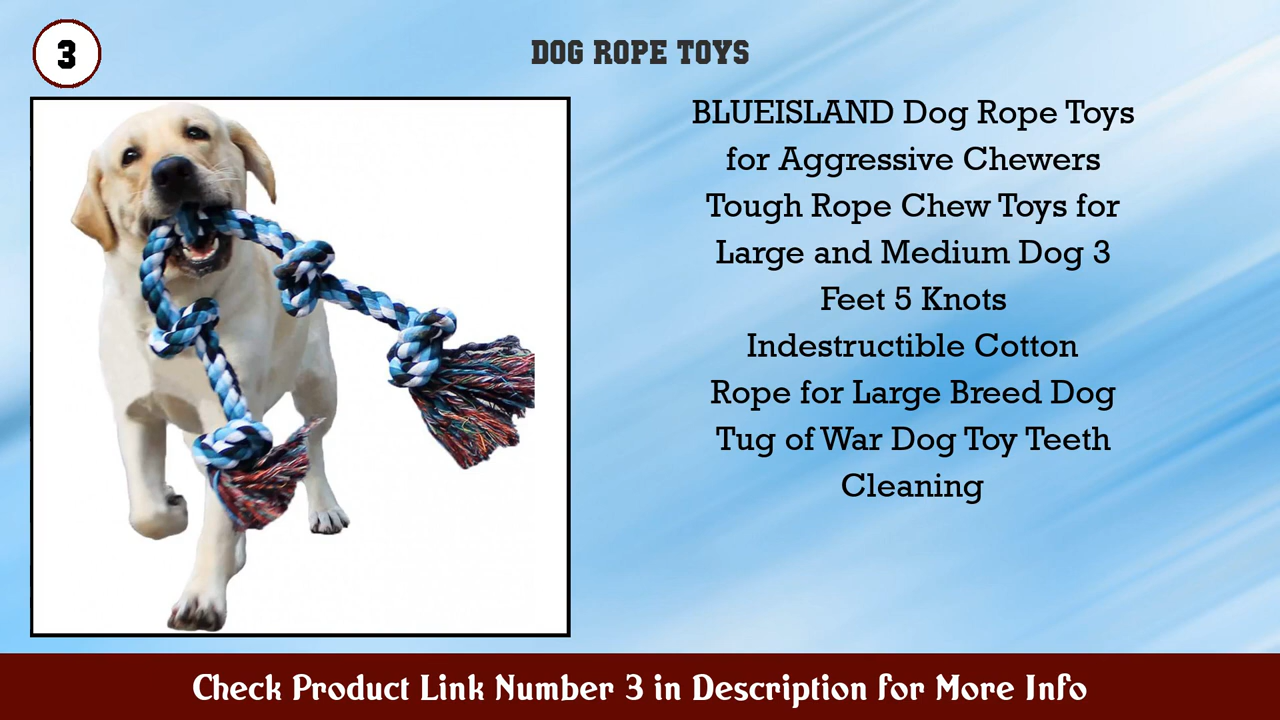 3
DOG ROPE TOYS
BLUEISLAND Dog Rope Toys
for Aggressive Chewers
Tough Rope Chew Toys for
Large and Medium Dog 3
Feet 5 Knots
Indestructible Cotton
Rope for Large Breed Dog
Tug of War Dog Toy Teeth
Cleaning
Check Product Link Number 3 in Description for More Info